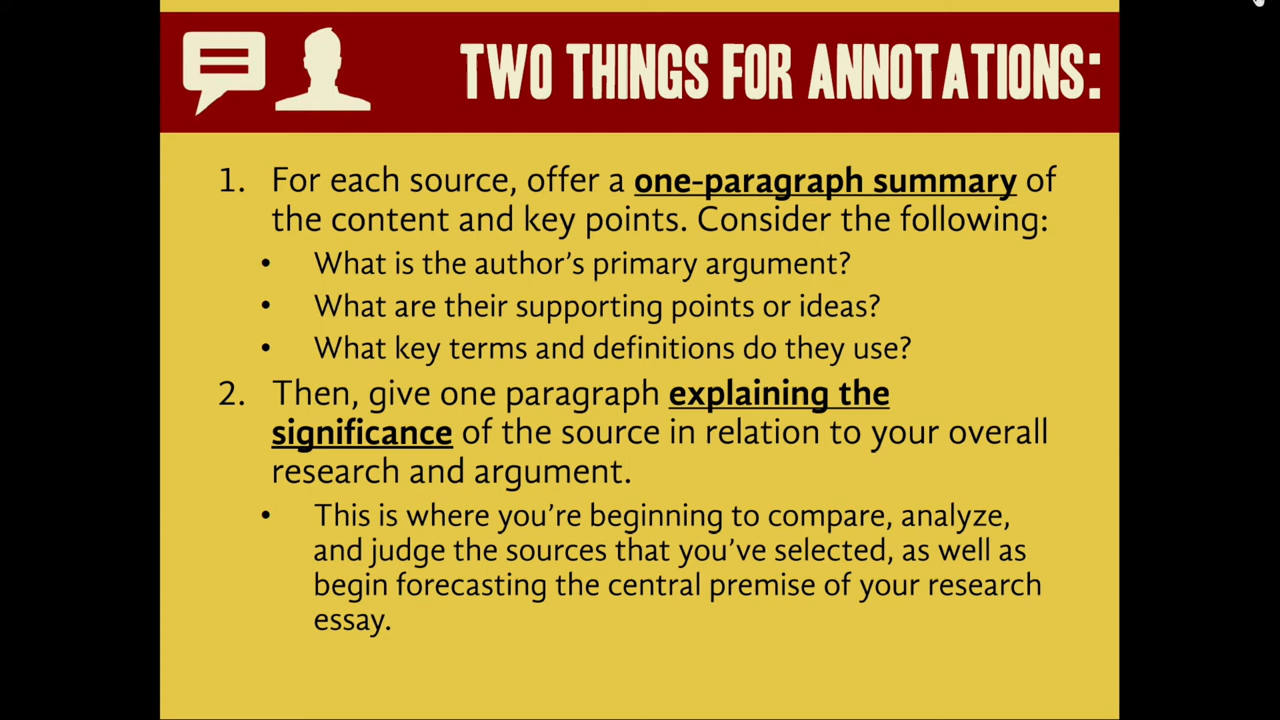 TWO THINGS FOR ANNOTATIONS:
1. For each source, offer a one-paragraph summary of
the content and key points. Consider the following:
• What is the author’s primary argument?
• What are their supporting points or ideas?
• What key terms and definitions do they use?
2. Then, give one paragraph explaining the
significance of the source in relation to your overall
research and argument.
• This is where you’re beginning to compare, analyze,
and judge the sources that you’ve selected, as well as
begin forecasting the central premise of your research
essay.